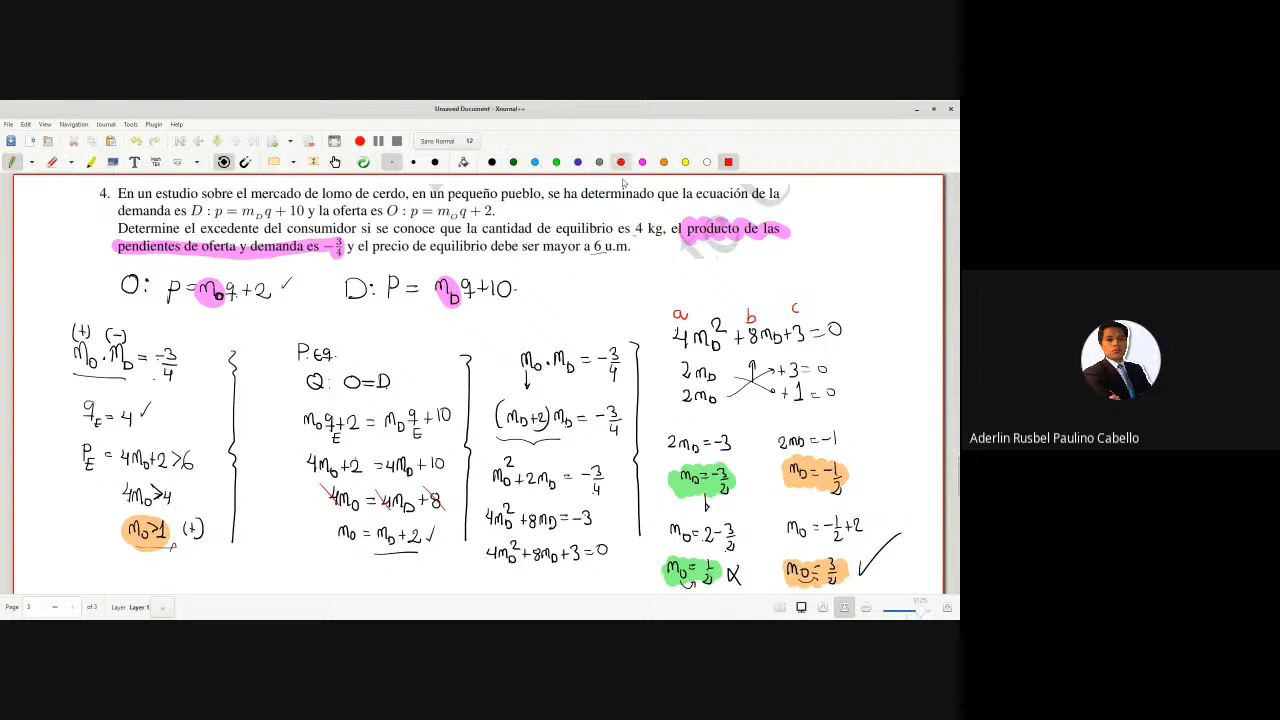 Unsaved Document - Xournal++
File Edit View Navigation Journal Tools Plugin Help
Sans Normal 12
4. En un estudio sobre el mercado de lomo de cerdo, en un pequeño pueblo, se ha determinado que la ecuación de la
demanda es D : p = m_D q + 10 y la oferta es O : p = m_O q + 2.
Determine el excedente del consumidor si se conoce que la cantidad de equilibrio es 4 kg, el producto de las
pendientes de oferta y demanda es −3/4 y el precio de equilibrio debe ser mayor a 6 u.m.
O: p = m_O q + 2 ✓
D: P = m_D q + 10
(+) (−)
m_O · m_D = −3/4
q_E = 4 ✓
P_E = 4m_O + 2 > 6
4m_O > 4
m_O > 1 (+)
P. Eq.
Q: O = D
m_O q_E + 2 = m_D q_E + 10
4m_O + 2 = 4m_D + 10
4m_O = 4m_D + 8
m_O = m_D + 2 ✓
m_O · m_D = −3/4
(m_D + 2) m_D = −3/4
m_D² + 2m_D = −3/4
4m_D² + 8m_D = −3
4m_D² + 8m_D + 3 = 0
a b c
4m_D² + 8m_D + 3 = 0
2m_D +3 = 0
2m_D +1 = 0
2m_D = −3
m_D = −3/2
m_O = 2 − 3/2
m_O = 1/2
2m_D = −1
m_D = −1/2
m_O = −1/2 + 2
m_O = 3/2 ✓
Aderlin Rusbel Paulino Cabello
Page 3 of 3 Layer Layer 1
312%